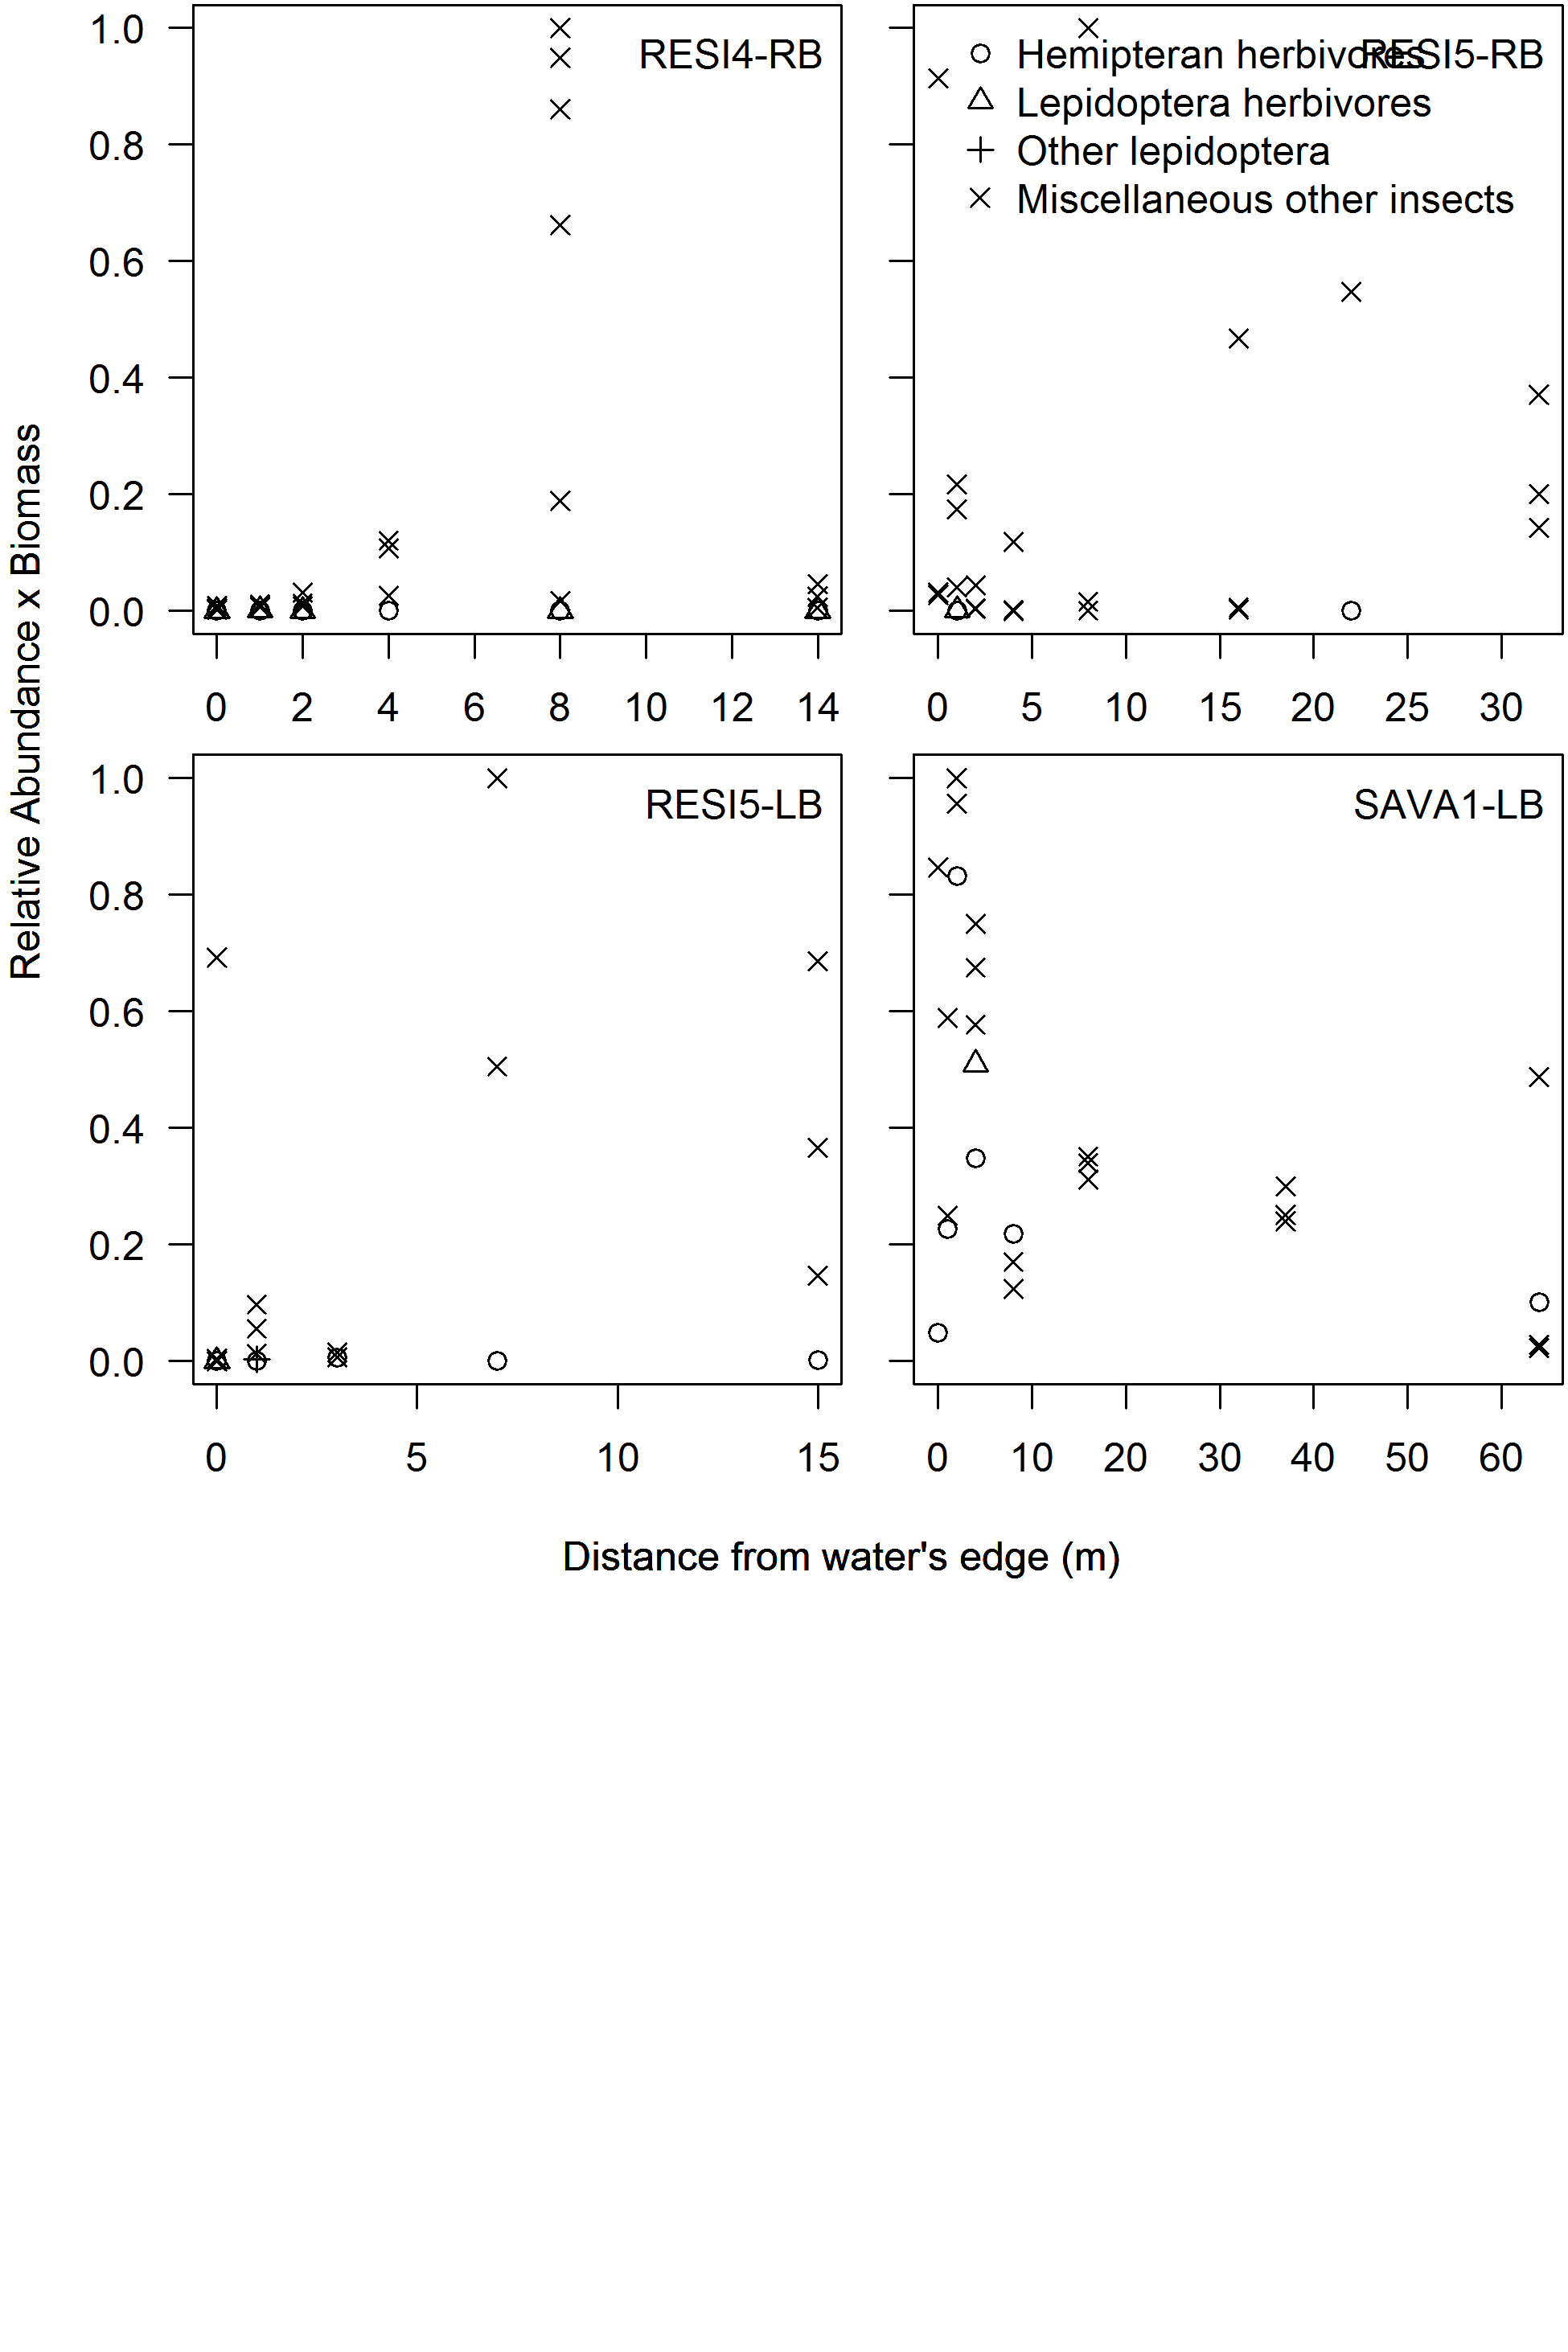 Relative Abundance x Biomass
1.0
0.8
0.6
0.4
0.2
0.0
RESI4-RB
0 2 4 6 8 10 12 14
RESI5-RB
Hemipteran herbivores
Lepidoptera herbivores
Other lepidoptera
Miscellaneous other insects
0 5 10 15 20 25 30
1.0
0.8
0.6
0.4
0.2
0.0
RESI5-LB
0 5 10 15
SAVA1-LB
0 10 20 30 40 50 60
Distance from water's edge (m)